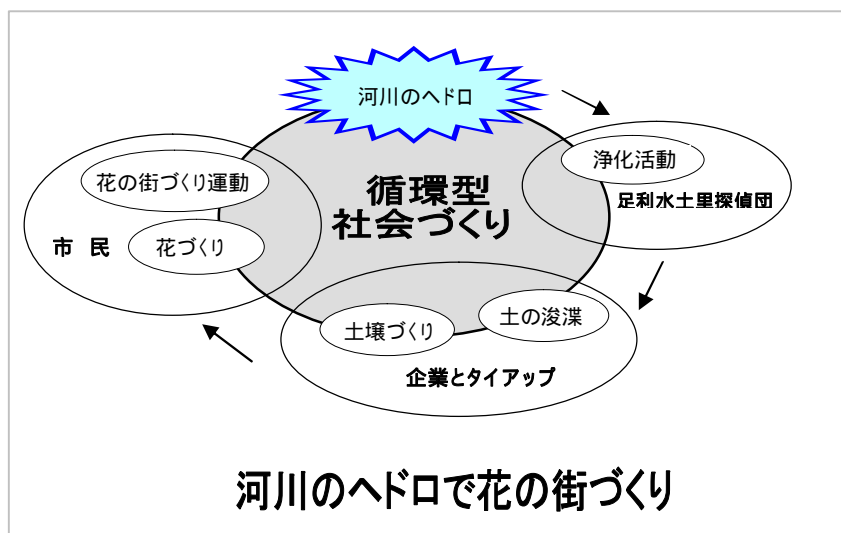 河川のヘドロ
浄化活動
足利水土里探偵団
花の街づくり運動
循環型
社会づくり
市 民
花づくり
土の浚渫
土壌づくり
企業とタイアップ
河川のヘドロで花の街づくり